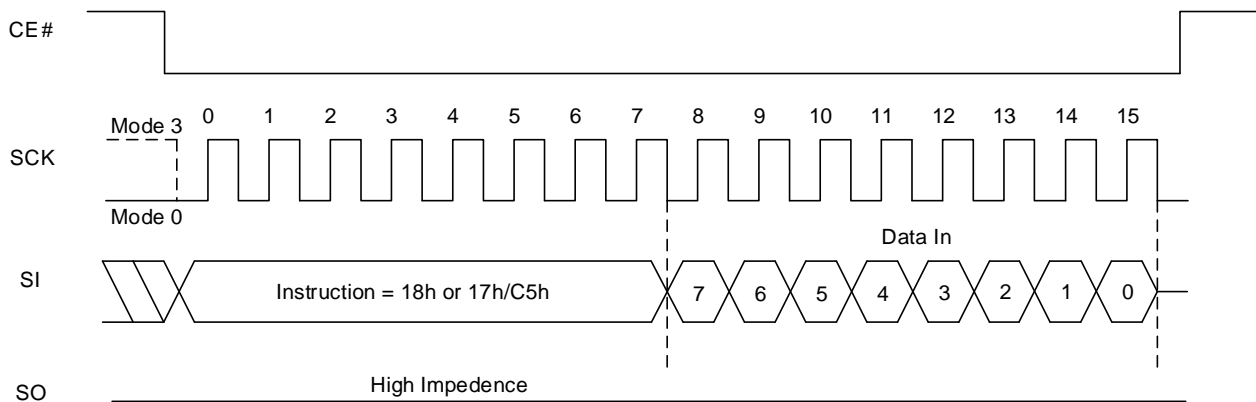 CE#
0 1 2 3 4 5 6 7 8 9 10 11 12 13 14 15
Mode 3
SCK
Mode 0
Data In
SI
Instruction = 18h or 17h/C5h
7 6 5 4 3 2 1 0
High Impedence
SO